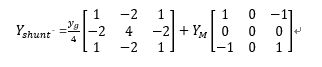 Y_shunt = y_g/4 [1 -2 1; -2 4 -2; 1 -2 1] + Y_M [1 0 -1; 0 0 0; -1 0 1] ↵